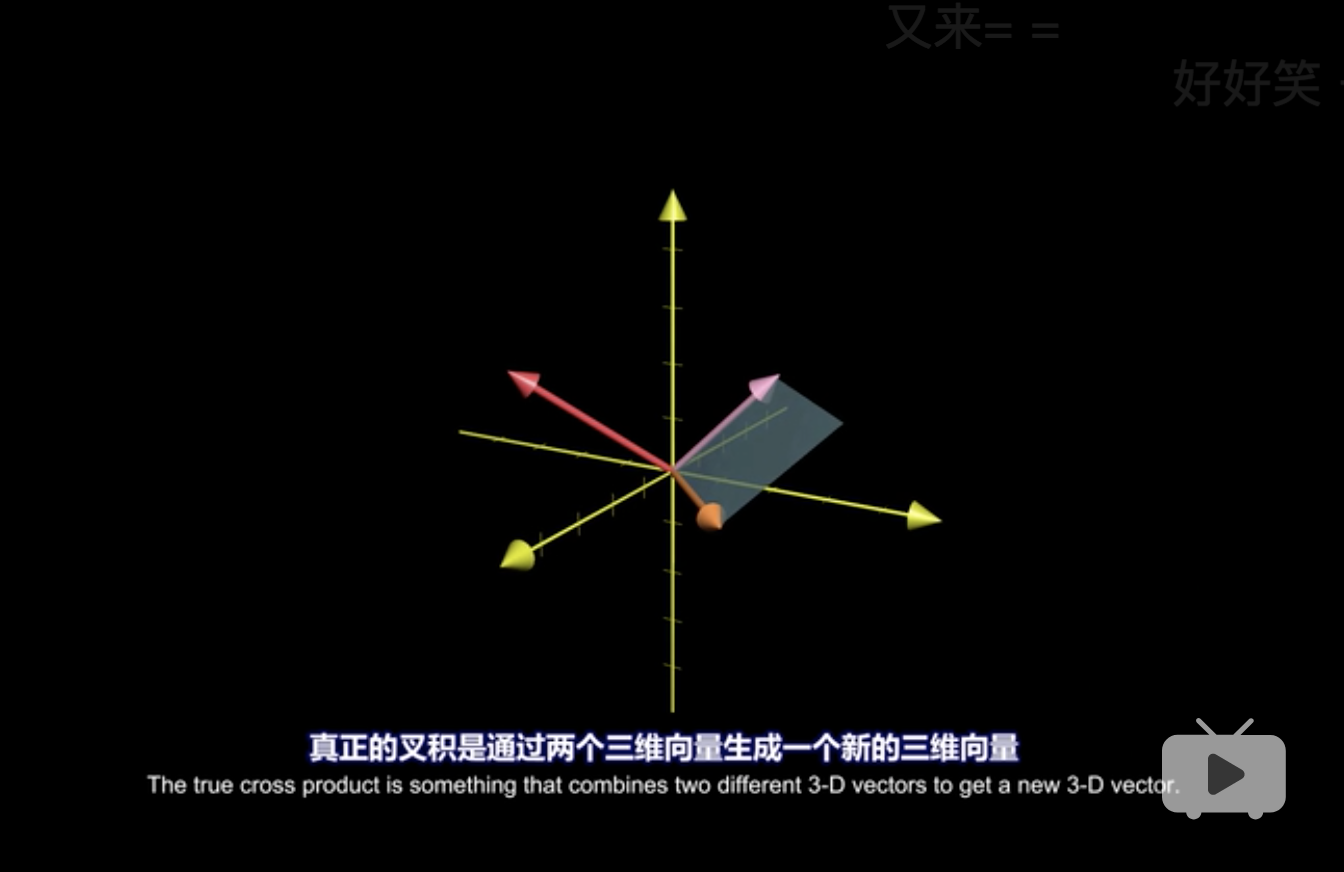 又来= =
好好笑
真正的叉积是通过两个三维向量生成一个新的三维向量
The true cross product is something that combines two different 3-D vectors to get a new 3-D vector.